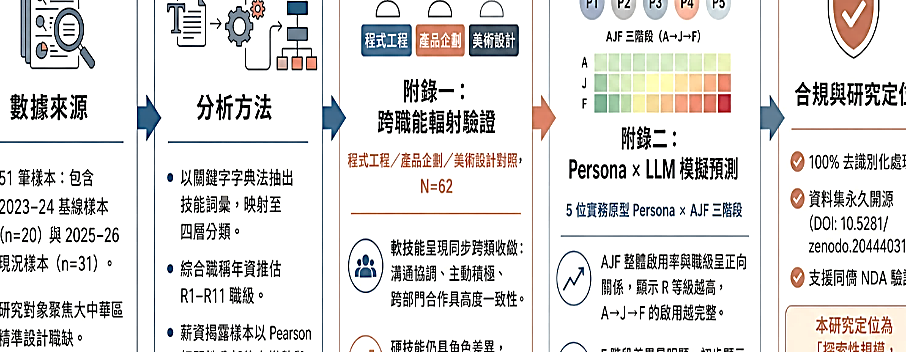 數據來源
51 筆樣本：包含
2023–24 基線樣本
（n=20）與 2025–26
現況樣本（n=31）。
研究對象聚焦大中華區
精準設計職缺。
T
分析方法
以關鍵字字典法抽出
技能詞彙，映射至
四層分類。
綜合職稱年資推估
R1–R11 職級。
薪資揭露樣本以 Pearson
程式工程
產品企劃
美術設計
附錄一：
跨職能輻射驗證
程式工程／產品企劃／美術設計對照，
N=62
軟技能呈現同步跨類收斂：
溝通協調、主動積極、
跨部門合作具高度一致性。
硬技能仍具角色差異，
P1 P2 P3 P4 P5
AJF 三階段（A→J→F）
A
J
F
附錄二：
Persona × LLM 模擬預測
5 位實務原型 Persona × AJF 三階段
AJF 整體啟用率與職級呈正向
關係，顯示 R 等級越高，
A→J→F 的啟用越完整。
合規與研究定位
100% 去識別化處理
資料集永久開源
(DOI: 10.5281/
zenodo.20444031
支援同儕 NDA 驗
本研究定位為
「探索性規模，